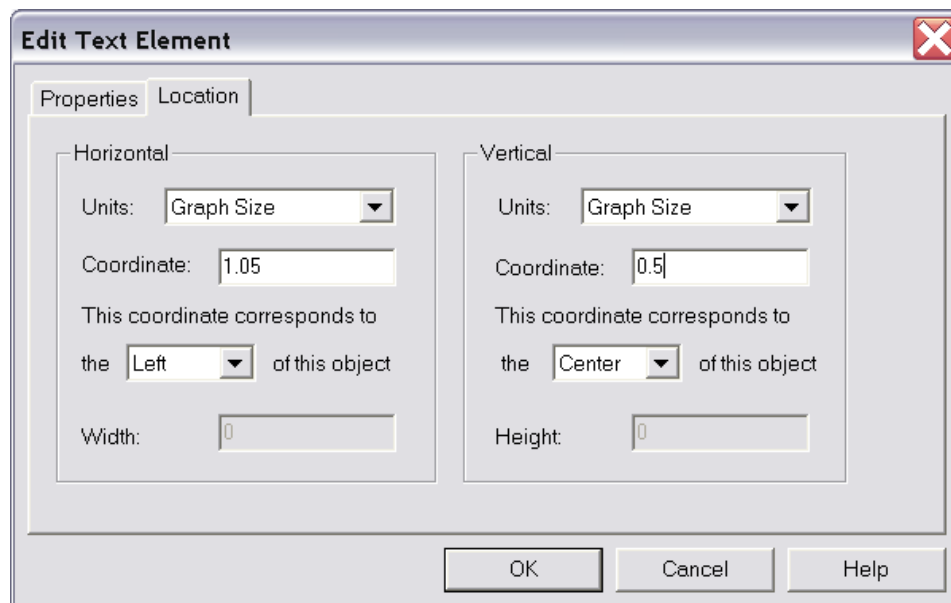 Edit Text Element
Properties Location
Horizontal
Units: Graph Size
Coordinate: 1.05
This coordinate corresponds to
the Left of this object
Width: 0
Vertical
Units: Graph Size
Coordinate: 0.5
This coordinate corresponds to
the Center of this object
Height: 0
OK Cancel Help